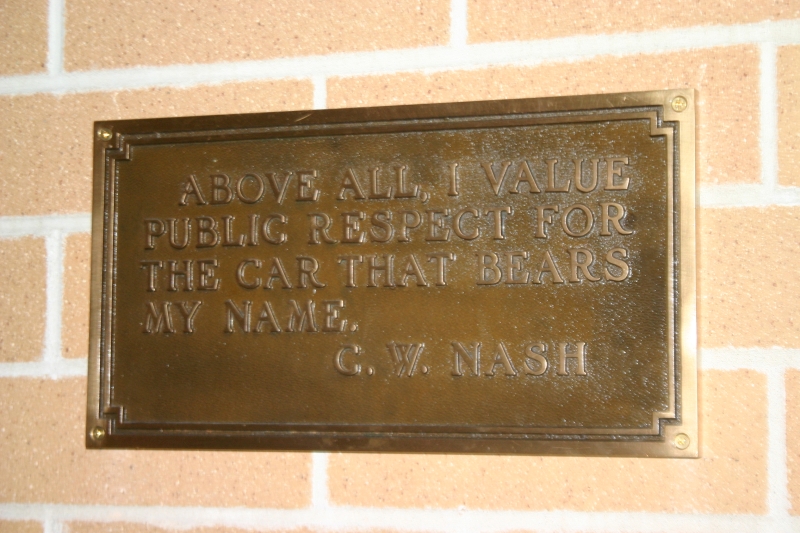 ABOVE ALL, I VALUE
PUBLIC RESPECT FOR
THE CAR THAT BEARS
MY NAME.
C. W. NASH